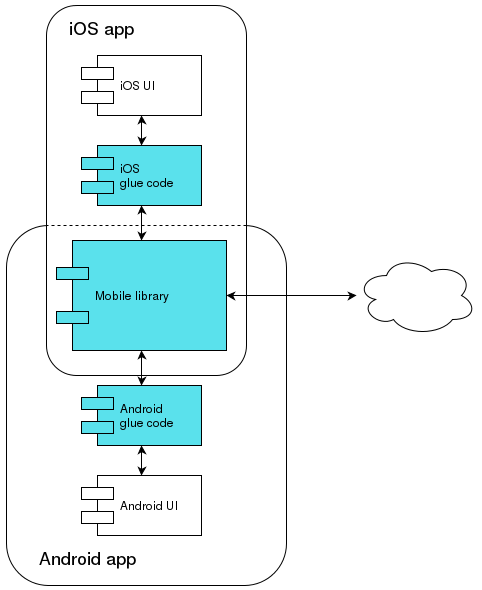 iOS app
iOS UI
iOS
glue code
Mobile library
Android
glue code
Android UI
Android app